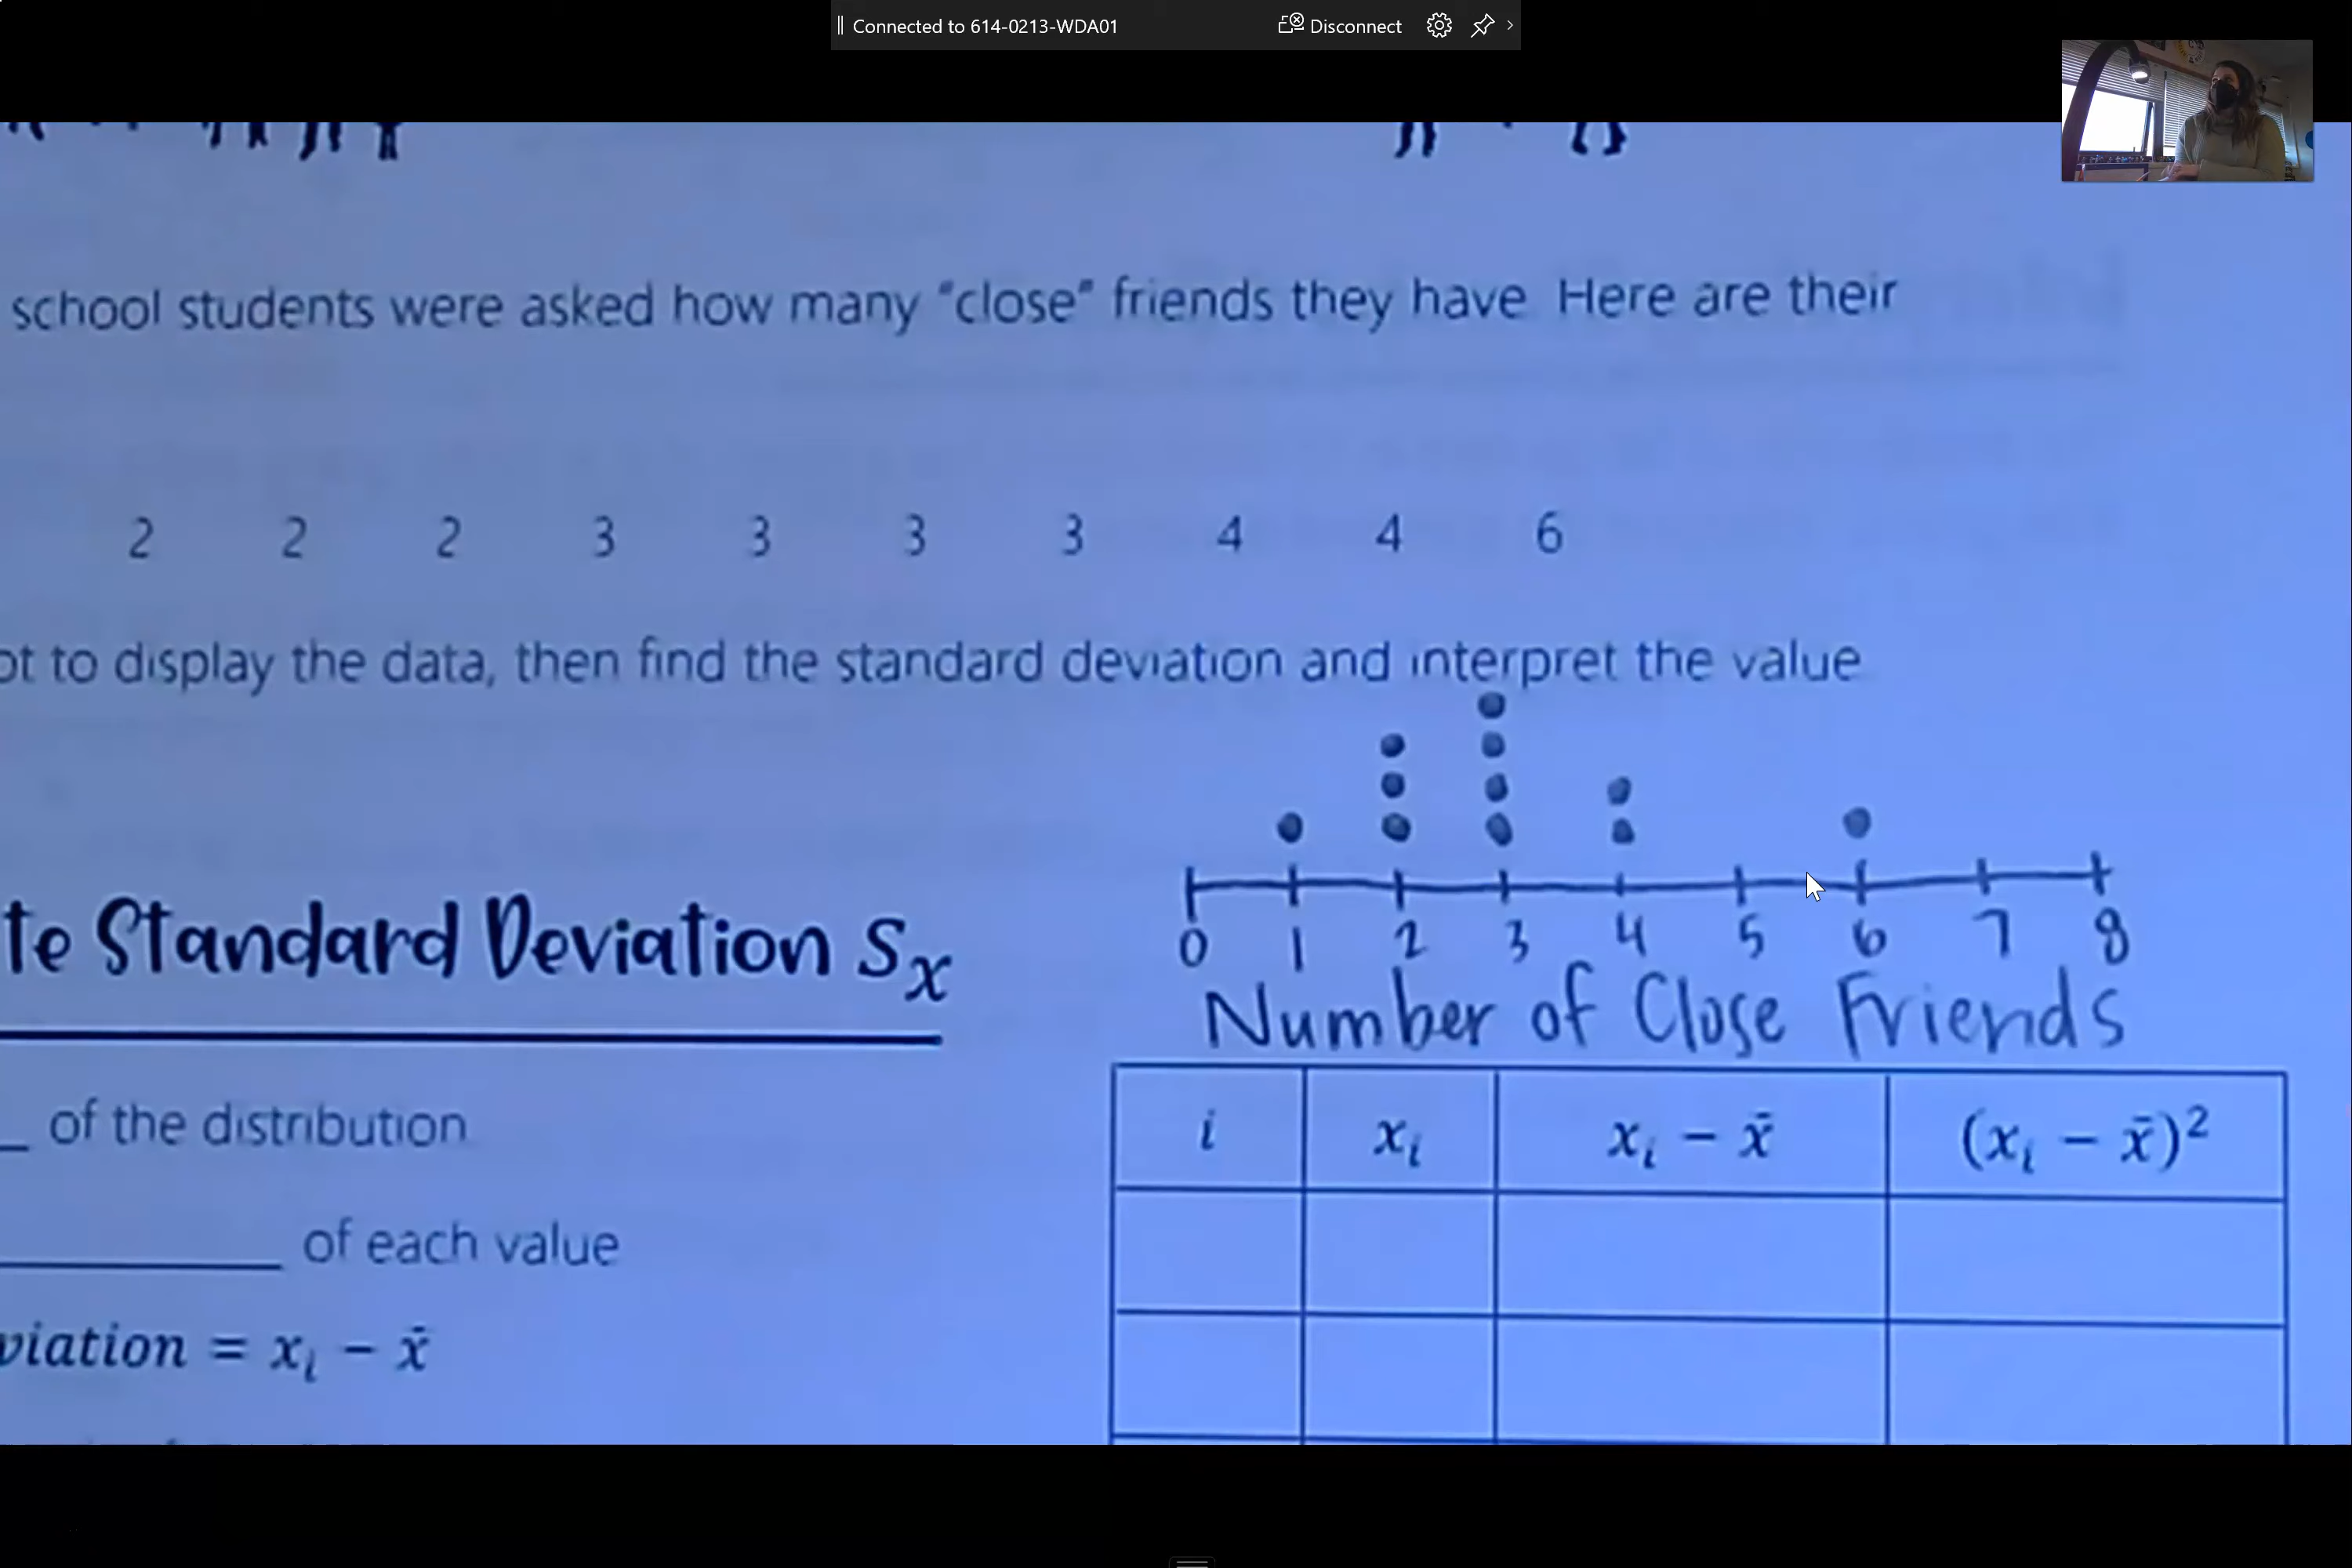 Connected to 614-0213-WDA01 Disconnect
school students were asked how many "close" friends they have. Here are their
2 2 2 3 3 3 3 4 4 6
to display the data, then find the standard deviation and interpret the value
0 1 2 3 4 5 6 7 8
Number of Close Friends
Standard Deviation Sx
of the distribution
of each value
viation = xi − x̄
i xi xi − x̄ (xi − x̄)²